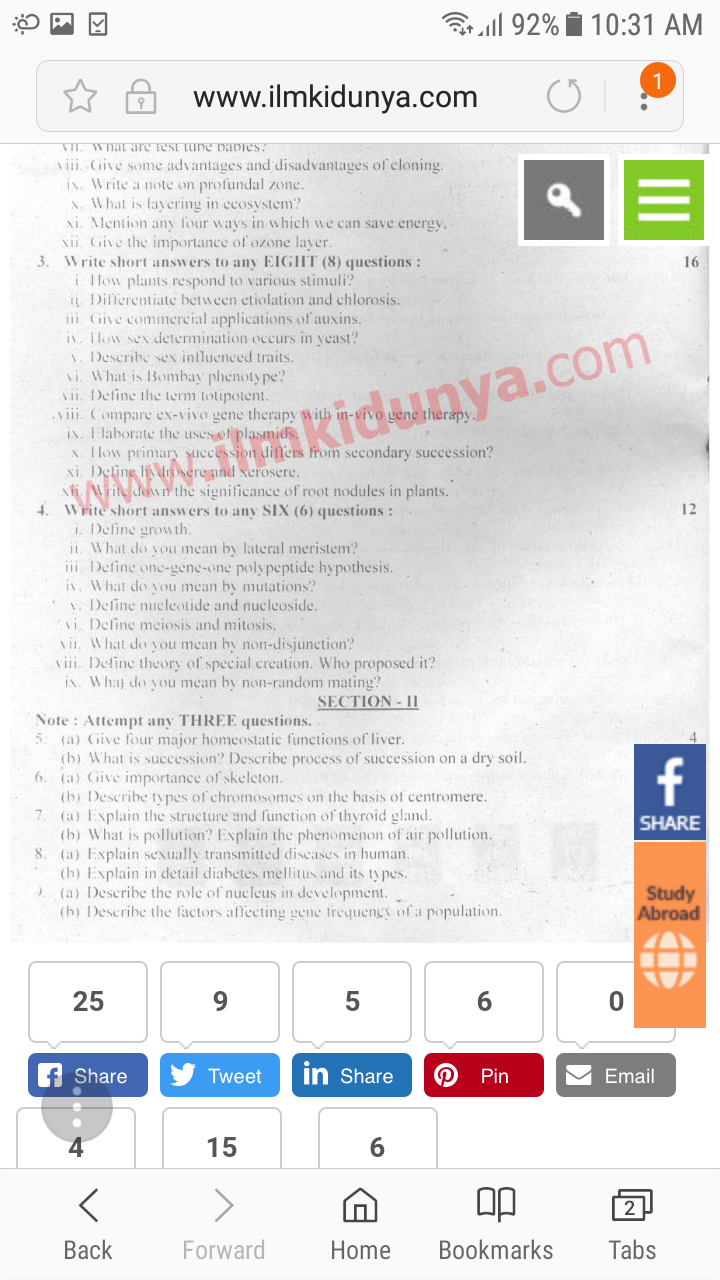 92% 10:31 AM
www.ilmkidunya.com
1
vii. What are test tube babies?
viii. Give some advantages and disadvantages of cloning.
ix. Write a note on profundal zone.
x. What is layering in ecosystem?
xi. Mention any four ways in which we can save energy.
xii. Give the importance of ozone layer.
3. Write short answers to any EIGHT (8) questions : 16
i. How plants respond to various stimuli?
ii. Differentiate between etiolation and chlorosis.
iii. Give commercial applications of auxins.
iv. How sex determination occurs in yeast?
v. Describe sex influenced traits.
vi. What is Bombay phenotype?
vii. Define the term totipotent.
viii. Compare ex-vivo gene therapy with in-vivo gene therapy.
ix. Elaborate the uses of plasmids.
x. How primary succession differs from secondary succession?
xi. Define hydrosere and xerosere.
xii. Write down the significance of root nodules in plants.
www.ilmkidunya.com
4. Write short answers to any SIX (6) questions : 12
i. Define growth.
ii. What do you mean by lateral meristem?
iii. Define one-gene-one polypeptide hypothesis.
iv. What do you mean by mutations?
v. Define nucleotide and nucleoside.
vi. Define meiosis and mitosis.
vii. What do you mean by non-disjunction?
viii. Define theory of special creation. Who proposed it?
ix. What do you mean by non-random mating?
SECTION - II
Note : Attempt any THREE questions.
5. (a) Give four major homeostatic functions of liver. 4
(b) What is succession? Describe process of succession on a dry soil.
6. (a) Give importance of skeleton.
(b) Describe types of chromosomes on the basis of centromere.
7. (a) Explain the structure and function of thyroid gland.
(b) What is pollution? Explain the phenomenon of air pollution.
8. (a) Explain sexually transmitted diseases in human.
(b) Explain in detail diabetes mellitus and its types.
9. (a) Describe the role of nucleus in development.
(b) Describe the factors affecting gene frequency of a population.
f
SHARE
Study
Abroad
25 9 5 6 0
Share Tweet Share Pin Email
4 15 6
2
Back Forward Home Bookmarks Tabs